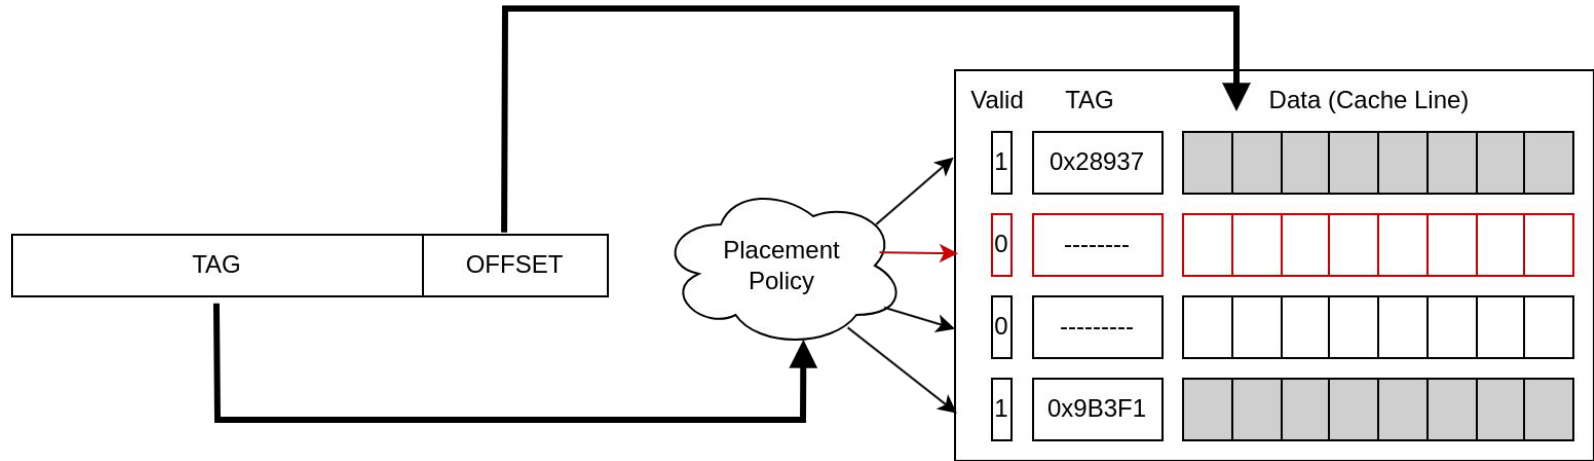 Valid TAG Data (Cache Line)
1 0x28937
TAG OFFSET
Placement
Policy
0 --------
0 ---------
1 0x9B3F1